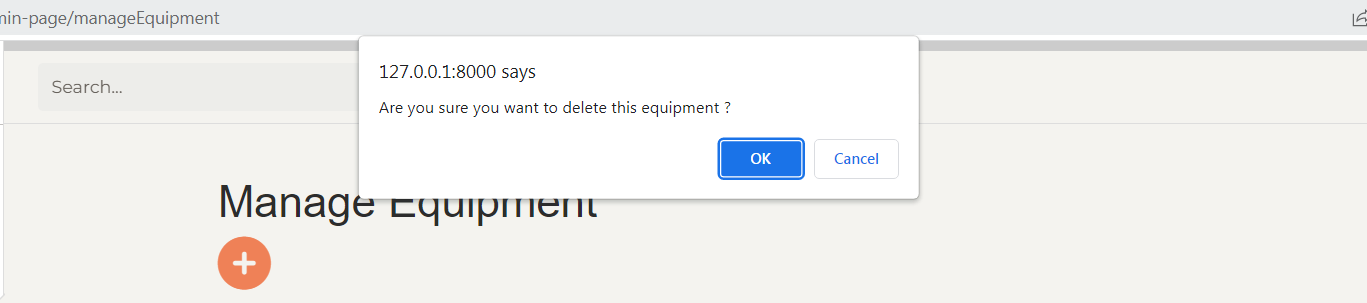 min-page/manageEquipment
127.0.0.1:8000 says
Search...
Are you sure you want to delete this equipment ?
OK
Cancel
Manage Equipment